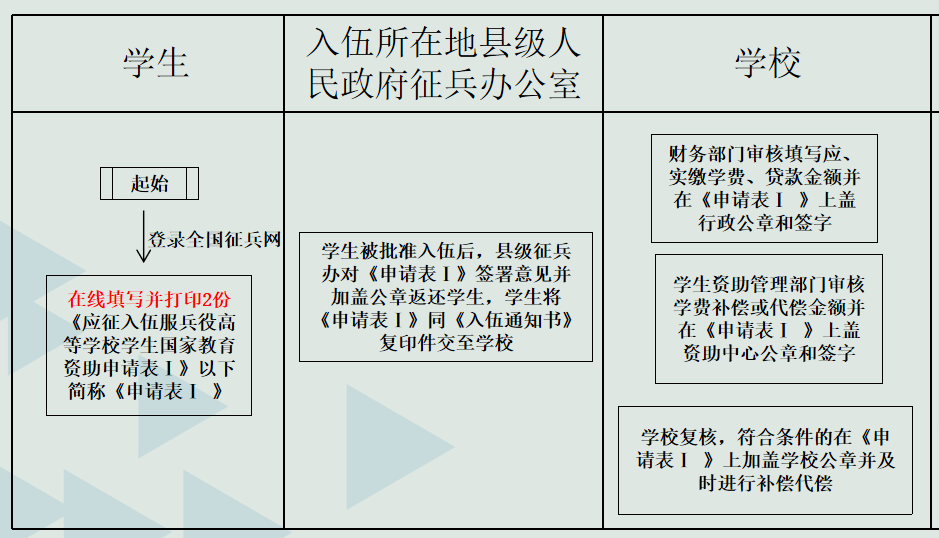 学生
入伍所在地县级人
民政府征兵办公室
学校
起始
登录全国征兵网
在线填写并打印2份
《应征入伍服兵役高
等学校学生国家教育
资助申请表Ⅰ》以下
简称《申请表Ⅰ 》
学生被批准入伍后，县级征兵
办对《申请表Ⅰ》签署意见并
加盖公章返还学生，学生将
《申请表Ⅰ》同《入伍通知书》
复印件交至学校
财务部门审核填写应、
实缴学费、贷款金额并
在《申请表Ⅰ 》上盖
行政公章和签字
学生资助管理部门审核
学费补偿或代偿金额并
在《申请表Ⅰ 》上盖
资助中心公章和签字
学校复核，符合条件的在《申
请表Ⅰ 》上加盖学校公章并及
时进行补偿代偿